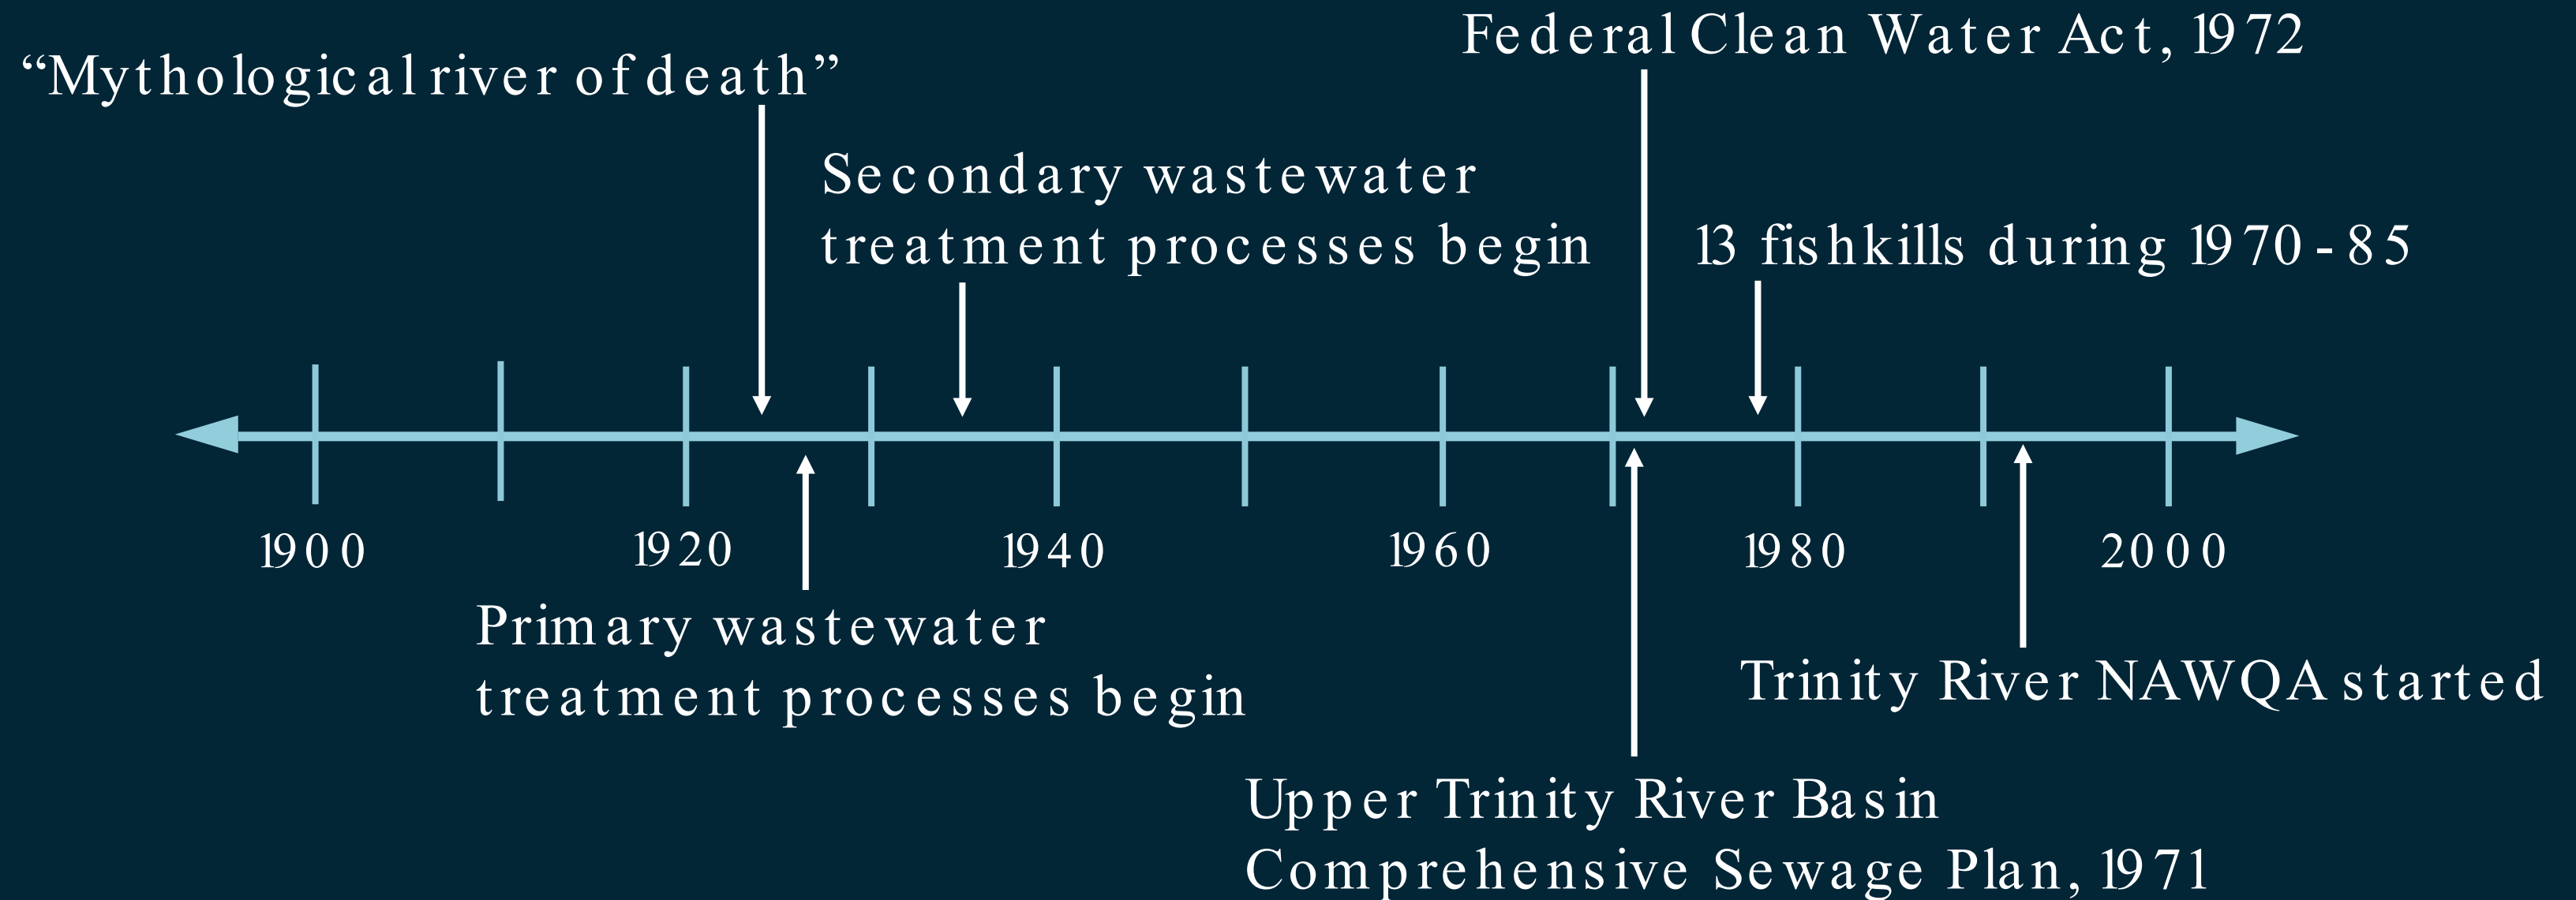 Federal Clean Water Act, 1972
“Mythological river of death”
Secondary wastewater
treatment processes begin
13 fishkills during 1970-85
1900
1920
1940
1960
1980
2000
Primary wastewater
treatment processes begin
Trinity River NAWQA started
Upper Trinity River Basin
Comprehensive Sewage Plan, 1971